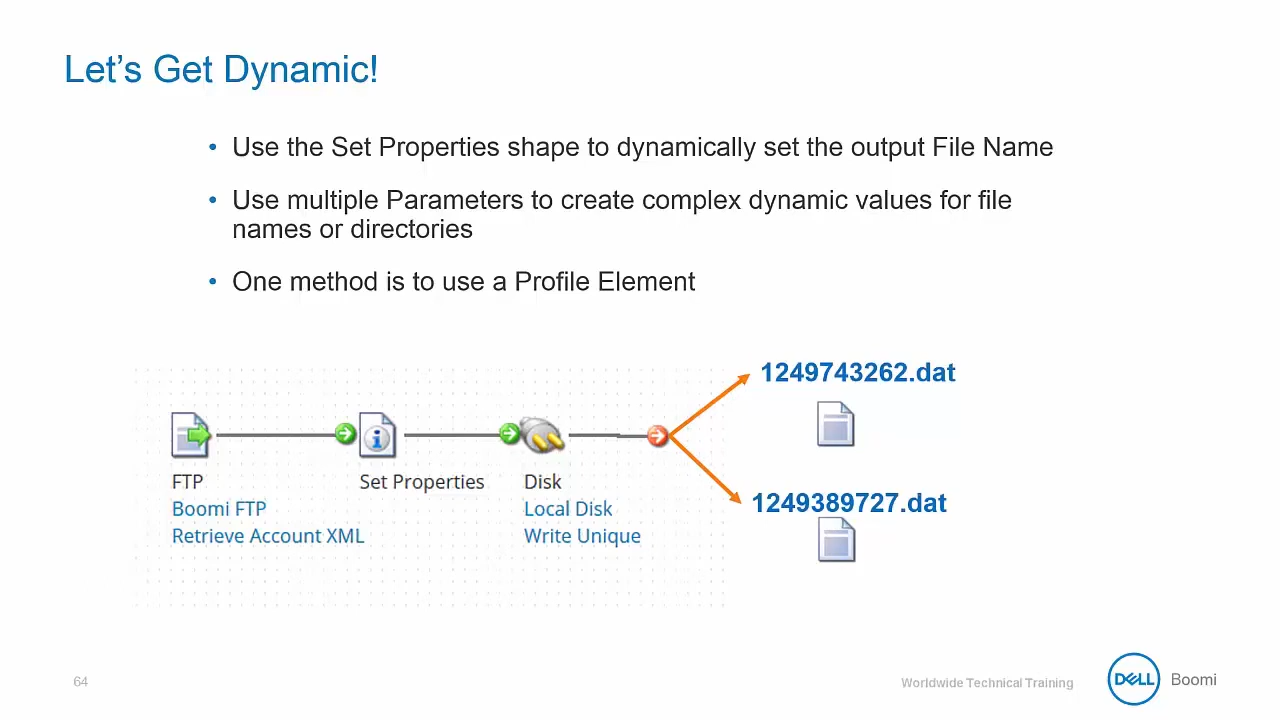 Let's Get Dynamic!
• Use the Set Properties shape to dynamically set the output File Name
• Use multiple Parameters to create complex dynamic values for file
names or directories
• One method is to use a Profile Element
1249743262.dat
FTP
Boomi FTP
Retrieve Account XML
Set Properties
Disk
Local Disk
Write Unique
1249389727.dat
64
Worldwide Technical Training
DELL
Boomi